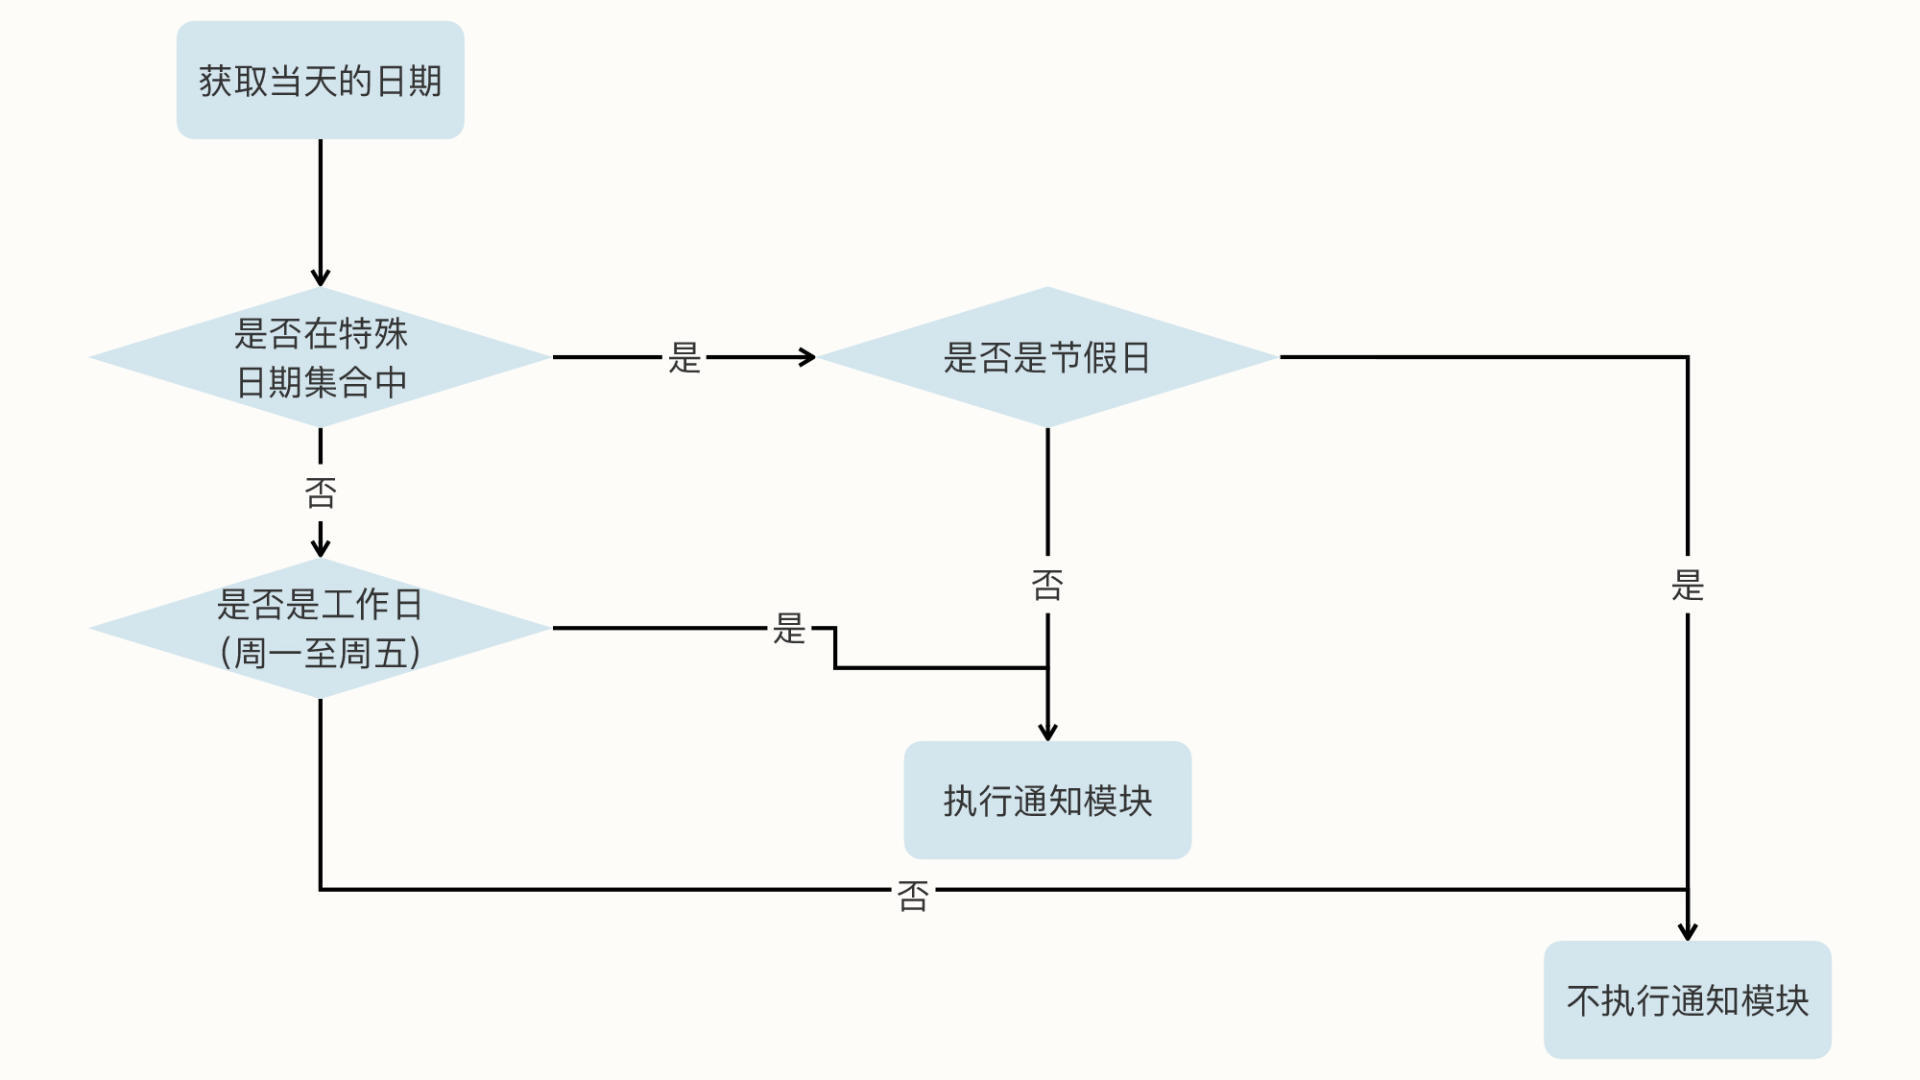 获取当天的日期
是否在特殊
日期集合中
是
是否是节假日
否
是否是工作日
（周一至周五）
是
否
是
执行通知模块
否
不执行通知模块